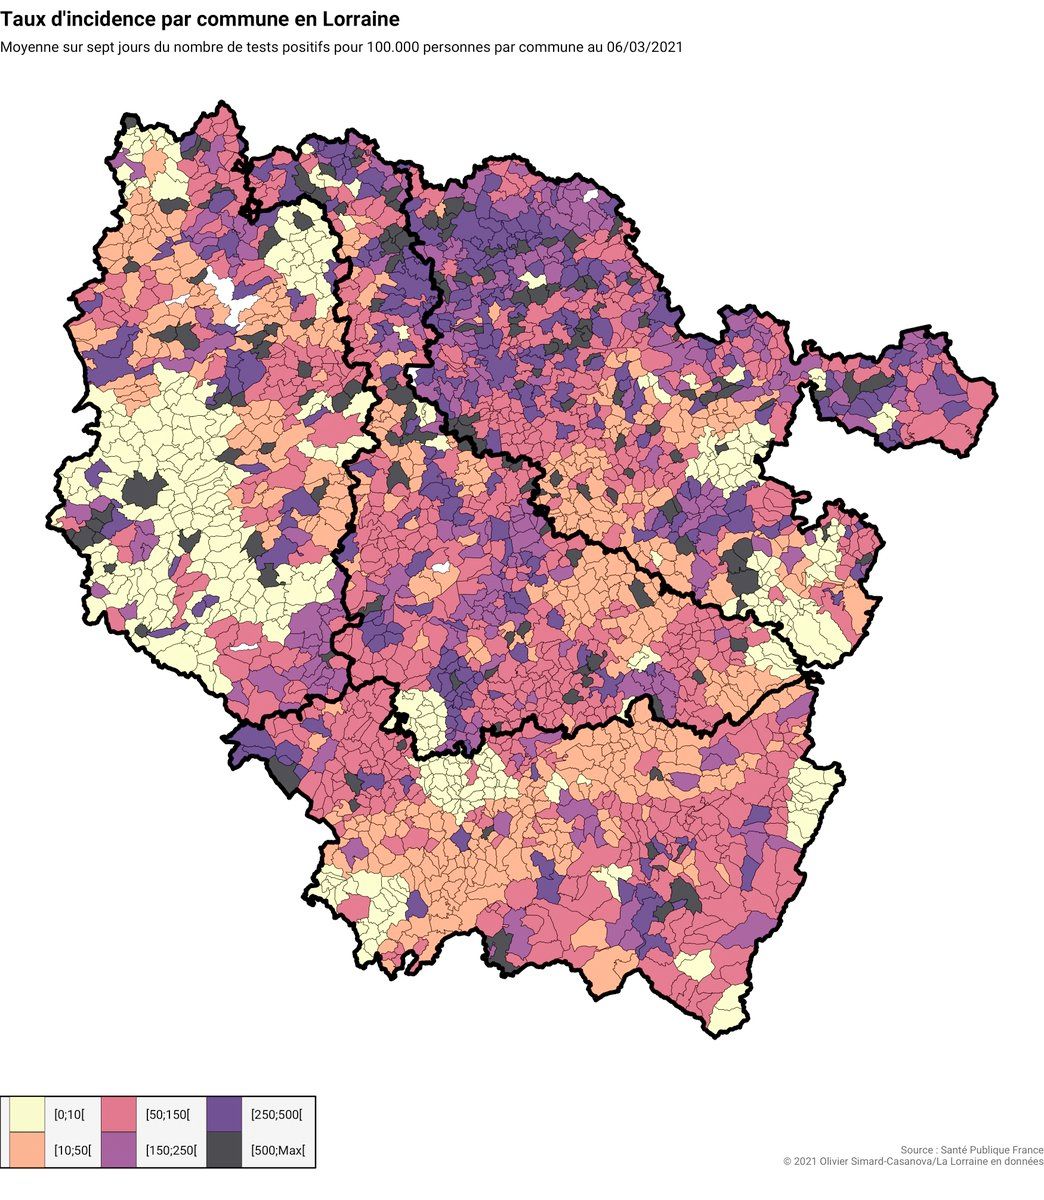 Taux d'incidence par commune en Lorraine
Moyenne sur sept jours du nombre de tests positifs pour 100.000 personnes par commune au 06/03/2021
[0;10[ [50;150[ [250;500[
[10;50[ [150;250[ [500;Max[
Source : Santé Publique France
© 2021 Olivier Simard-Casanova/La Lorraine en données